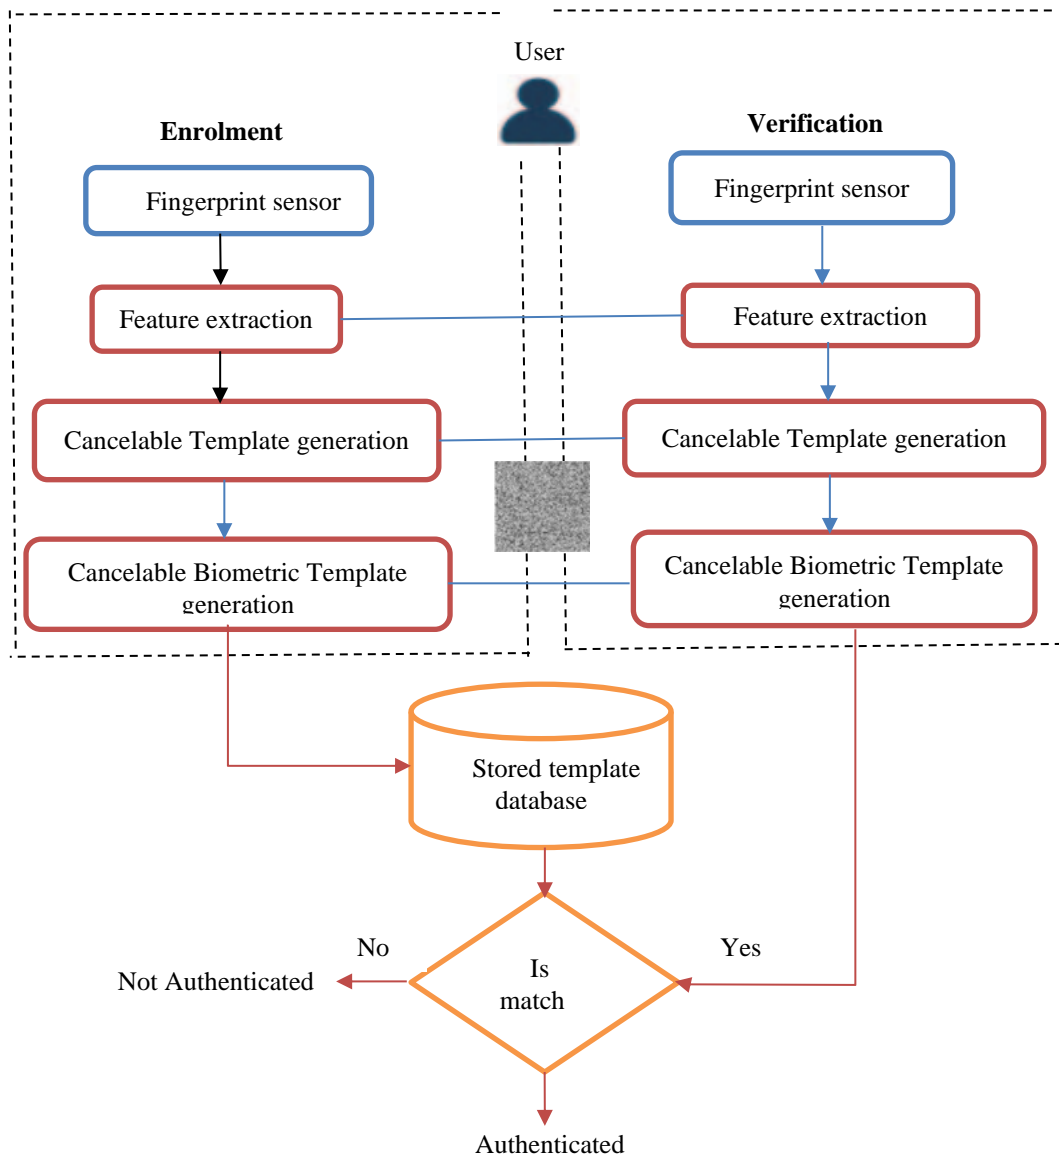 User
Enrolment
Verification
Fingerprint sensor
Fingerprint sensor
Feature extraction
Feature extraction
Cancelable Template generation
Cancelable Template generation
Cancelable Biometric Template
generation
Cancelable Biometric Template
generation
Stored template
database
No
Yes
Is
match
Not Authenticated
Authenticated